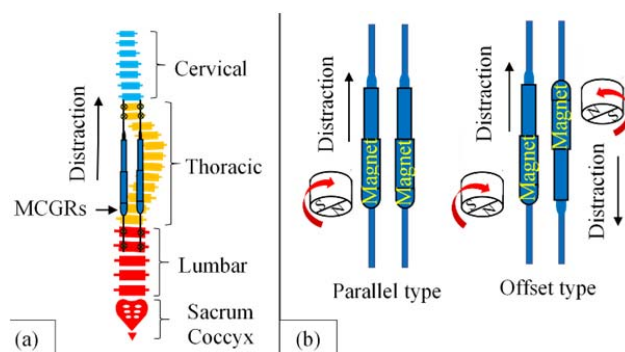 Cervical
Distraction
Thoracic
MCGRs
Lumbar
Sacrum
Coccyx
(a)
Distraction
Magnet
Magnet
S
N
Parallel type
Distraction
Magnet
Magnet
S
N
N
S
Distraction
Offset type
(b)